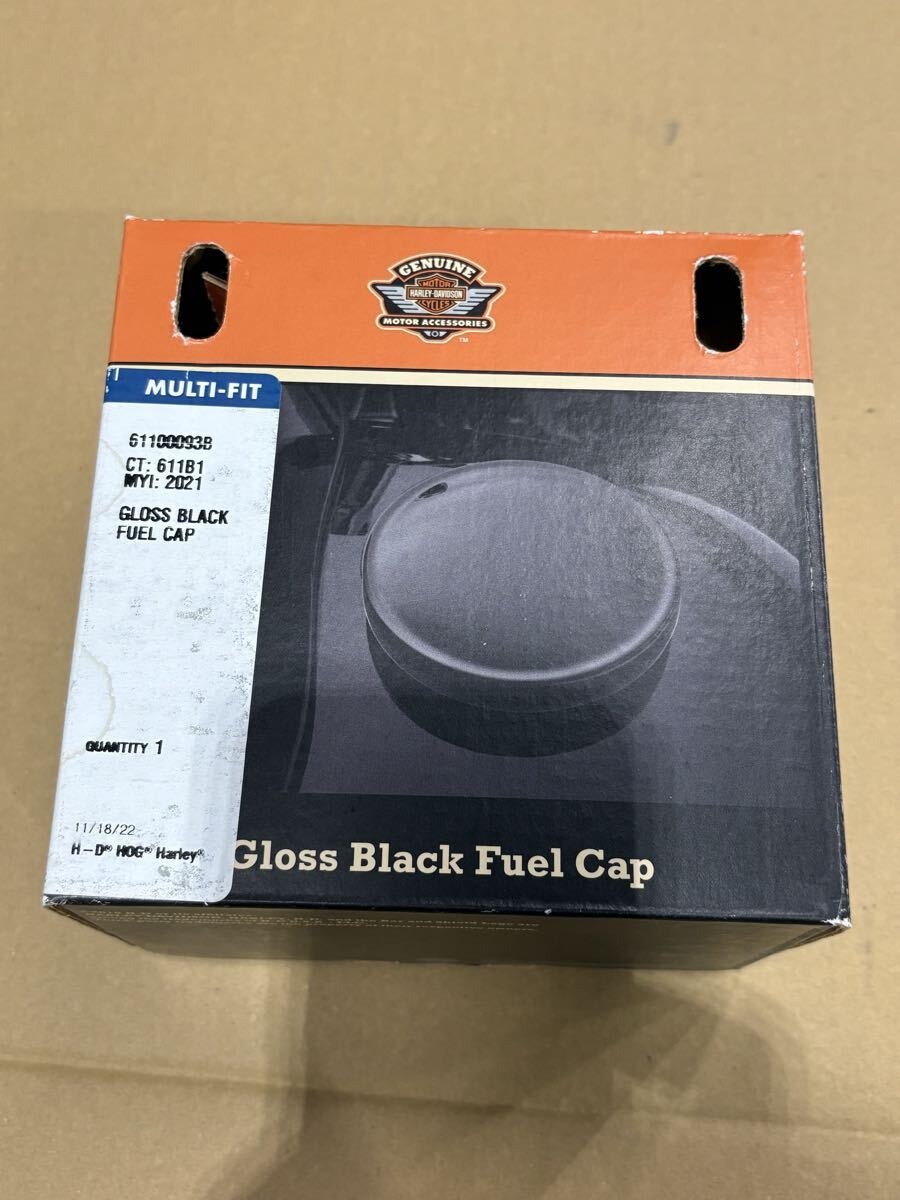 GENUINE
MOTOR
HARLEY-DAVIDSON
CYCLES
MOTOR ACCESSORIES
TM
MULTI-FIT
61100093B
CT: 611B1
MYI: 2021
GLOSS BLACK
FUEL CAP
QUANTITY 1
11/18/22
H-D® HOG® Harley®
Gloss Black Fuel Cap